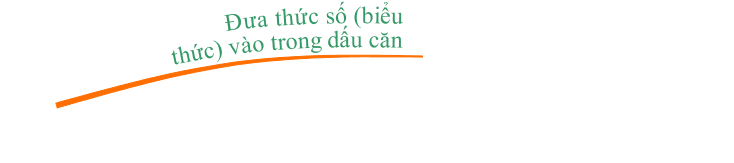 Đưa thức số (biểu
thức) vào trong dấu căn